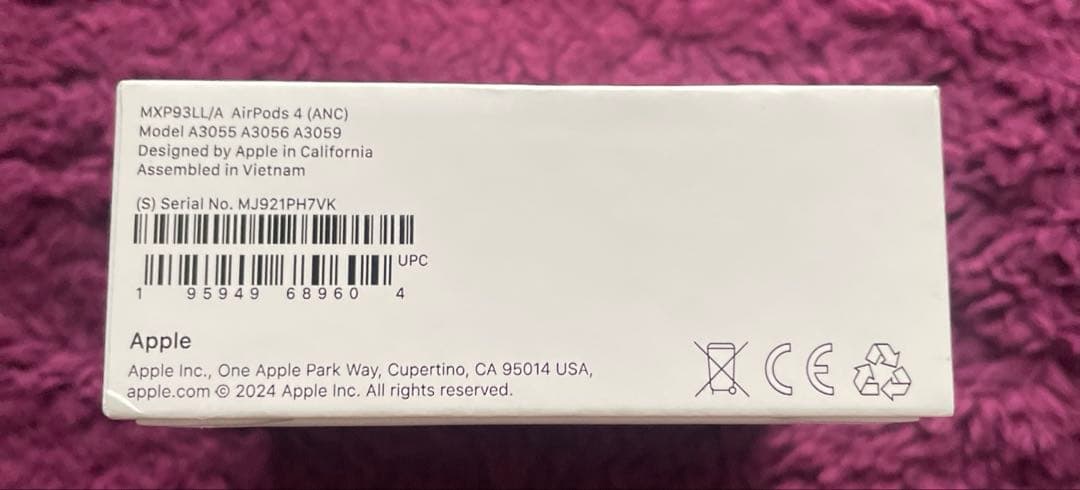 MXP93LL/A AirPods 4 (ANC)
Model A3055 A3056 A3059
Designed by Apple in California
Assembled in Vietnam
(S) Serial No. MJ921PH7VK
UPC
1 95949 68960 4
Apple
Apple Inc., One Apple Park Way, Cupertino, CA 95014 USA,
apple.com © 2024 Apple Inc. All rights reserved.
CE